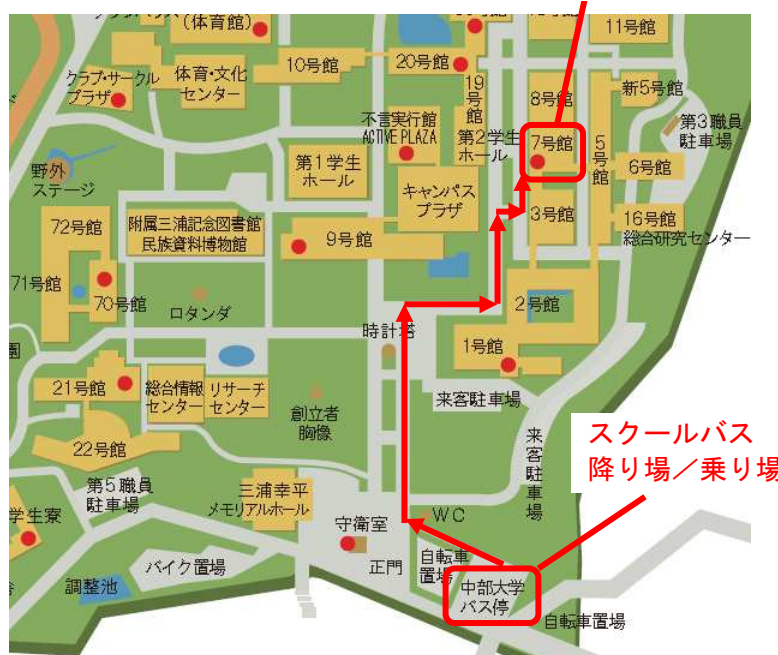 (体育館)
11号館
クラブ・サークル
プラザ
体育・文化
センター
10号館
20号館
19号館
8号館
新5号館
不言実行館
ACTIVE PLAZA
第2学生
ホール
7号館
5号館
第3職員
駐車場
野外
ステージ
第1学生
ホール
キャンパス
プラザ
6号館
72号館
附属三浦記念図書館
民族資料博物館
9号館
3号館
16号館
総合研究センター
71号館
70号館
ロタンダ
2号館
時計塔
1号館
園
21号館
総合情報
センター
リサーチ
センター
来客駐車場
創立者
胸像
来客駐車場
スクールバス
降り場／乗り場
22号館
第5職員
駐車場
三浦幸平
メモリアルホール
学生寮
守衛室
WC
バイク置場
正門
自転車
置場
調整池
中部大学
バス停
自転車置場